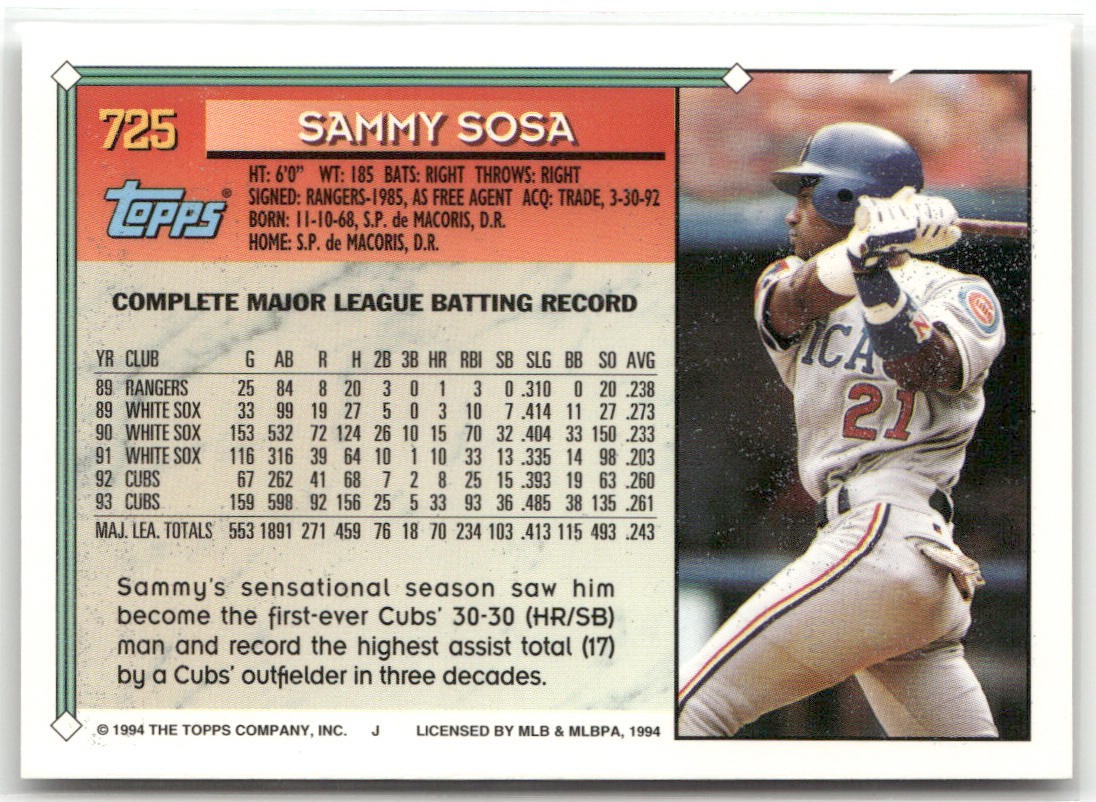 725
SAMMY SOSA
topps®
HT: 6'0" WT: 185 BATS: RIGHT THROWS: RIGHT
SIGNED: RANGERS-1985, AS FREE AGENT ACQ: TRADE, 3-30-92
BORN: 11-10-68, S.P. de MACORIS, D.R.
HOME: S.P. de MACORIS, D.R.
COMPLETE MAJOR LEAGUE BATTING RECORD
YR CLUB G AB R H 2B 3B HR RBI SB SLG BB SO AVG
89 RANGERS 25 84 8 20 3 0 1 3 0 .310 0 20 .238
89 WHITE SOX 33 99 19 27 5 0 3 10 7 .414 11 27 .273
90 WHITE SOX 153 532 72 124 26 10 15 70 32 .404 33 150 .233
91 WHITE SOX 116 316 39 64 10 1 10 33 13 .335 14 98 .203
92 CUBS 67 262 41 68 7 2 8 25 15 .393 19 63 .260
93 CUBS 159 598 92 156 25 5 33 93 36 .485 38 135 .261
MAJ. LEA. TOTALS 553 1891 271 459 76 18 70 234 103 .413 115 493 .243
Sammy's sensational season saw him
become the first-ever Cubs' 30-30 (HR/SB)
man and record the highest assist total (17)
by a Cubs' outfielder in three decades.
© 1994 THE TOPPS COMPANY, INC. J LICENSED BY MLB & MLBPA, 1994
ICA
21
CUBS